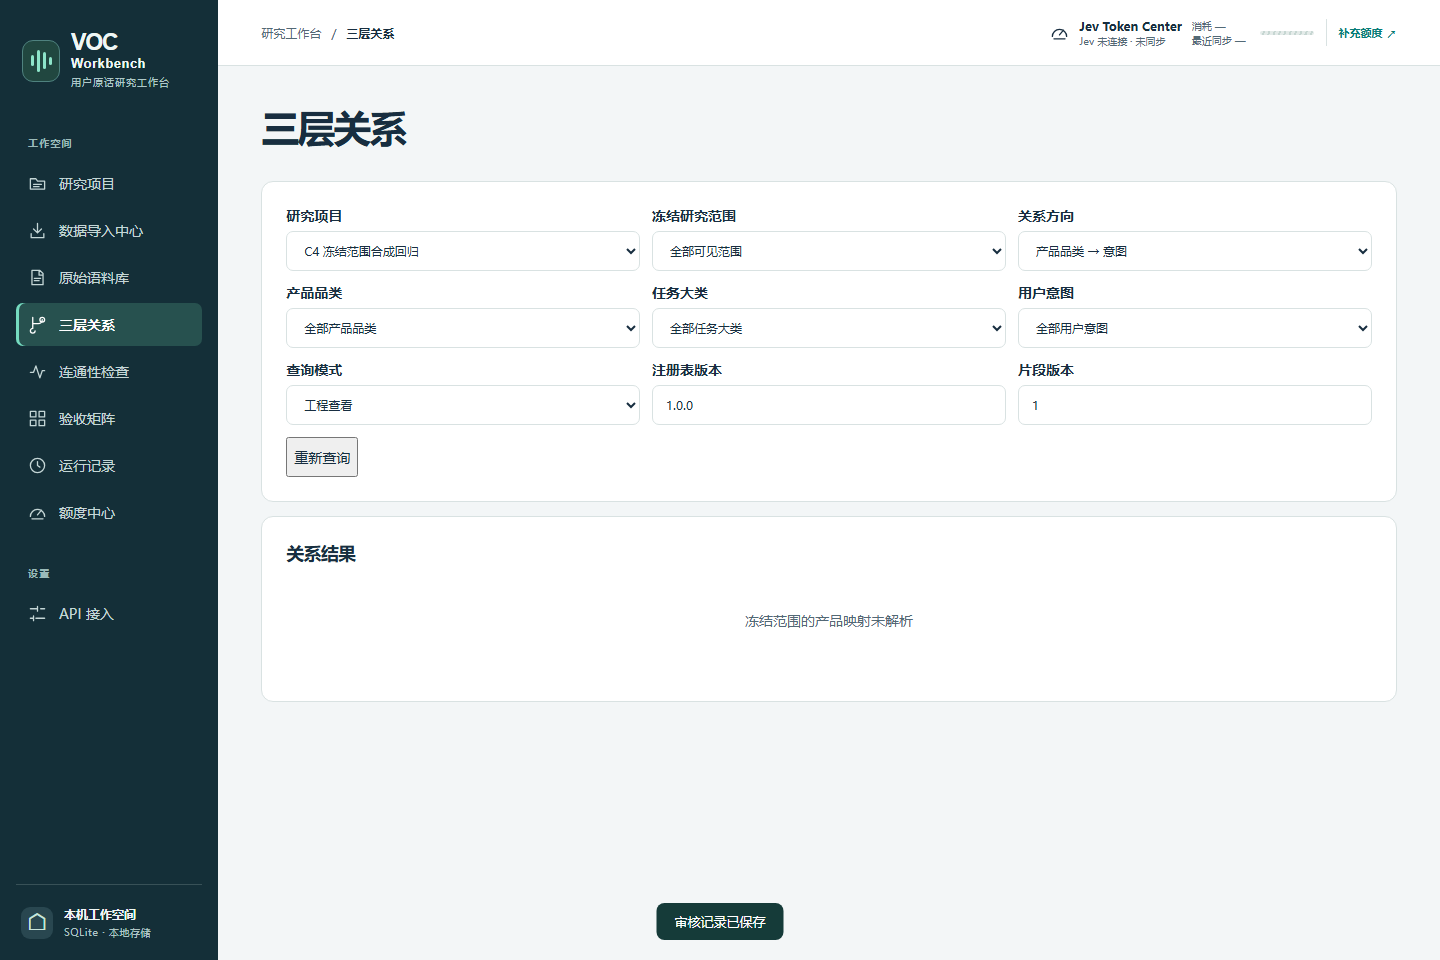 VOC
Workbench
用户原话研究工作台
工作空间
研究项目
数据导入中心
原始语料库
三层关系
连通性检查
验收矩阵
运行记录
额度中心
设置
API 接入
本机工作空间
SQLite · 本地存储
研究工作台 / 三层关系
Jev Token Center
Jev 未连接 · 未同步
消耗 —
最近同步 —
补充额度 ↗
三层关系
研究项目
C4 冻结范围合成回归
冻结研究范围
全部可见范围
关系方向
产品品类 → 意图
产品品类
全部产品品类
任务大类
全部任务大类
用户意图
全部用户意图
查询模式
工程查看
注册表版本
1.0.0
片段版本
1
重新查询
关系结果
冻结范围的产品映射未解析
审核记录已保存